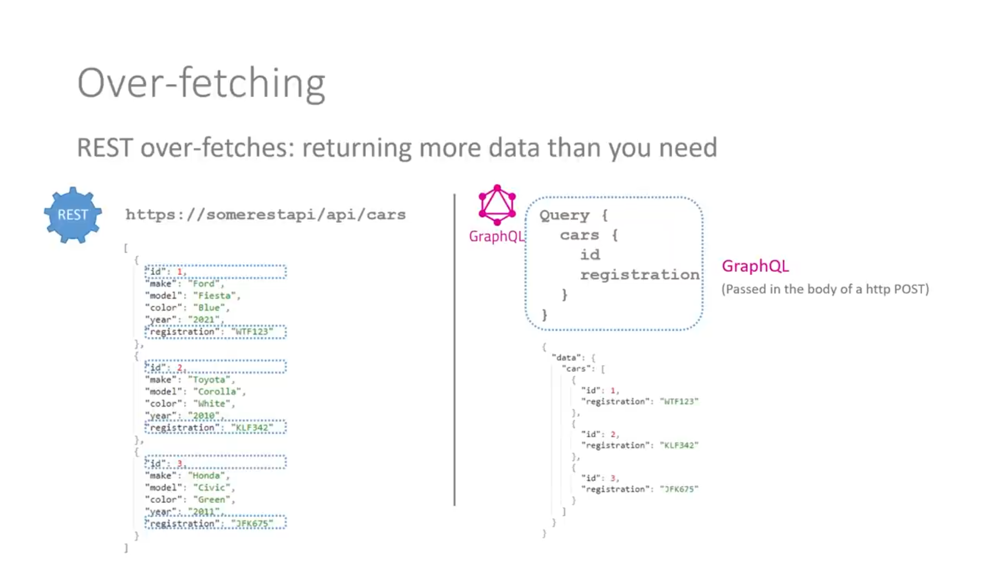 Over-fetching
REST over-fetches: returning more data than you need
REST
https://somerestapi/api/cars
[
{
"id": 1,
"make": "Ford",
"model": "Fiesta",
"color": "Blue",
"year": "2021",
"registration": "WTF123"
},
{
"id": 2,
"make": "Toyota",
"model": "Corolla",
"color": "White",
"year": "2010",
"registration": "KLF342"
},
{
"id": 3,
"make": "Honda",
"model": "Civic",
"color": "Green",
"year": "2011",
"registration": "JFK675"
}
]
GraphQL
Query {
cars {
id
registration
}
}
GraphQL
(Passed in the body of a http POST)
{
"data": {
"cars": [
{
"id": 1,
"registration": "WTF123"
},
{
"id": 2,
"registration": "KLF342"
},
{
"id": 3,
"registration": "JFK675"
}
]
}
}